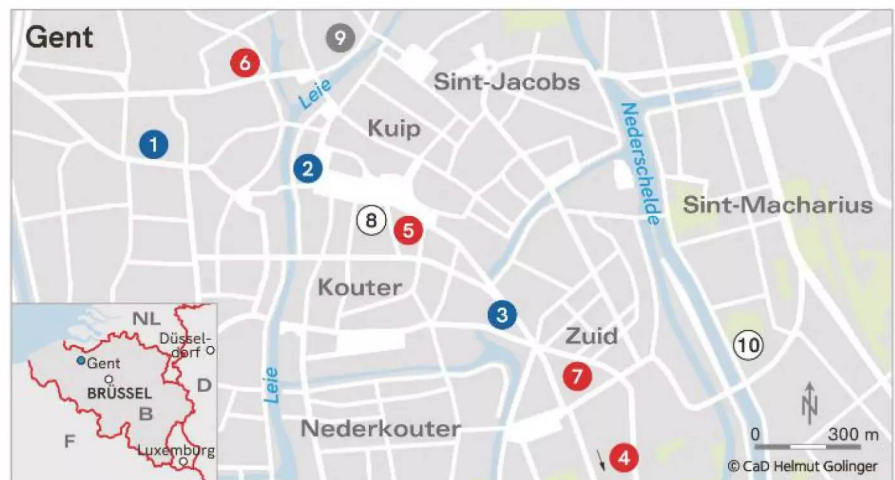 Gent
9
6
Sint-Jacobs
Leie
Kuip
Nederschelde
1
2
Sint-Macharius
8
5
Kouter
3
Zuid
10
NL
Düssel-
dorf
Gent
BRÜSSEL
D
B
F
Luxemburg
Leie
7
Nederkouter
N
0 300 m
4
© CaD Helmut Golinger